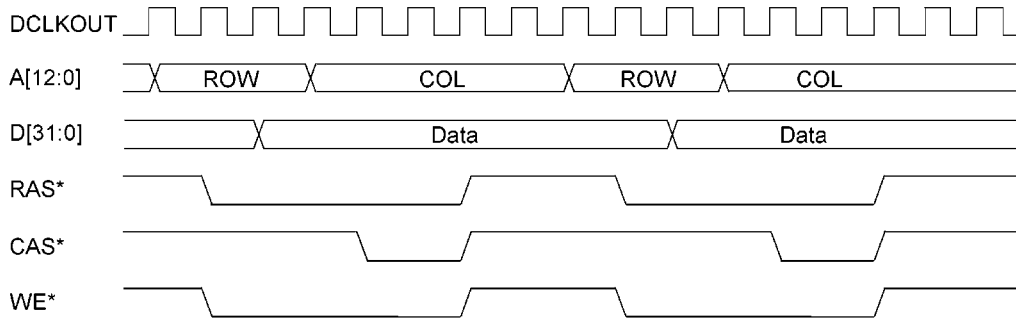 DCLKOUT
A[12:0] ROW COL ROW COL
D[31:0] Data Data
RAS*
CAS*
WE*